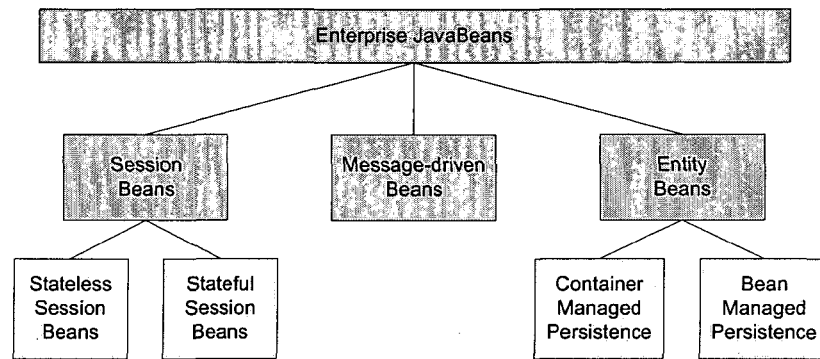 Enterprise JavaBeans
Session
Beans
Message-driven
Beans
Entity
Beans
Stateless
Session
Beans
Stateful
Session
Beans
Container
Managed
Persistence
Bean
Managed
Persistence